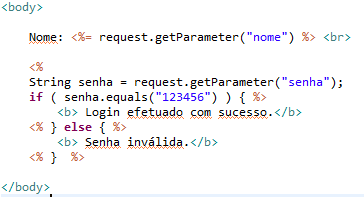 <body>
Nome: <%= request.getParameter("nome") %> <br>
<%
String senha = request.getParameter("senha");
if ( senha.equals("123456") ) { %>
<b> Login efetuado com sucesso.</b>
<% } else { %>
<b> Senha inválida.</b>
<% }  %>
</body>